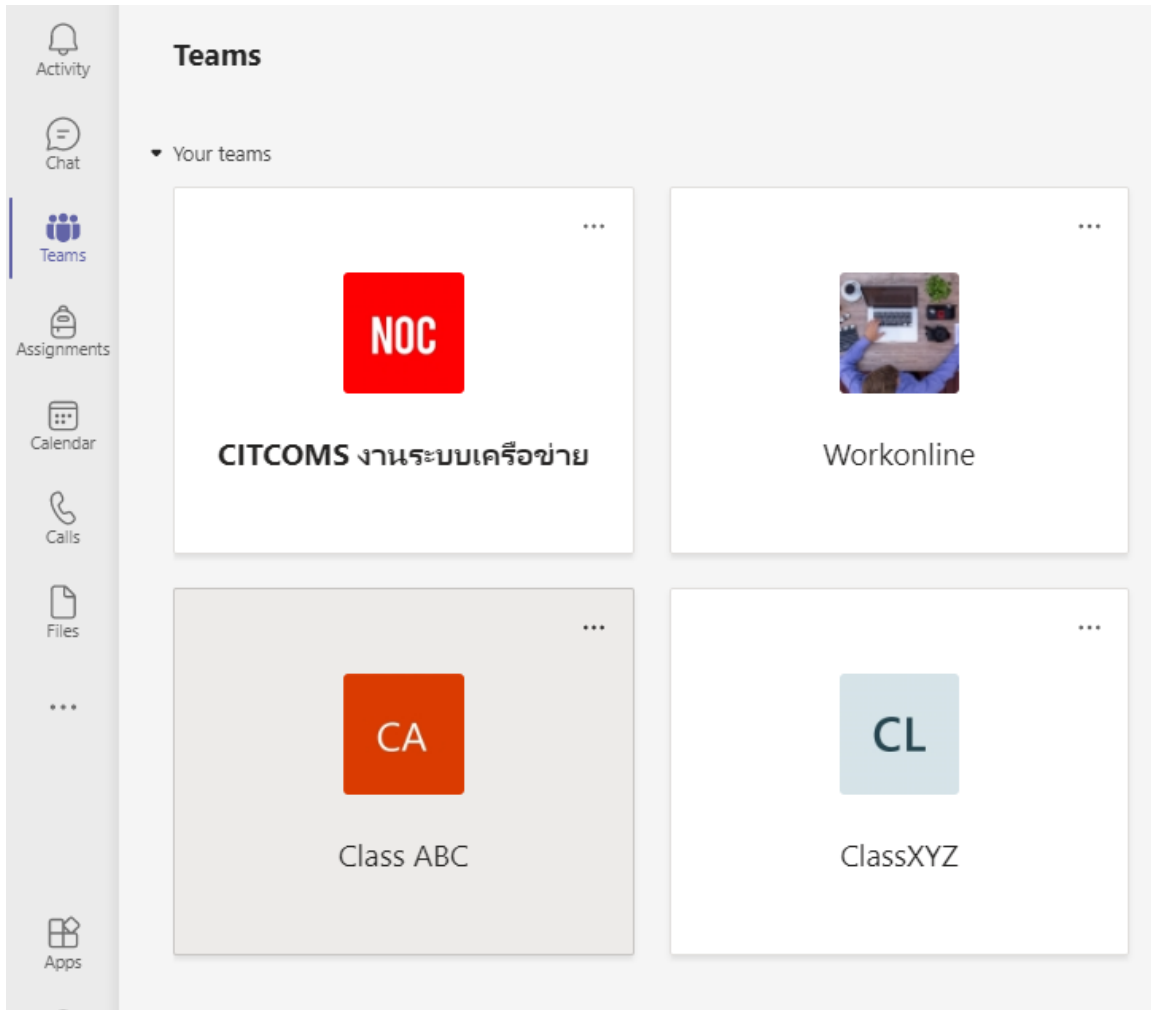 Activity
Chat
Teams
Assignments
Calendar
Calls
Files
Apps
Teams
Your teams
NOC
CITCOMS งานระบบเครือข่าย
Workonline
CA
Class ABC
CL
ClassXYZ